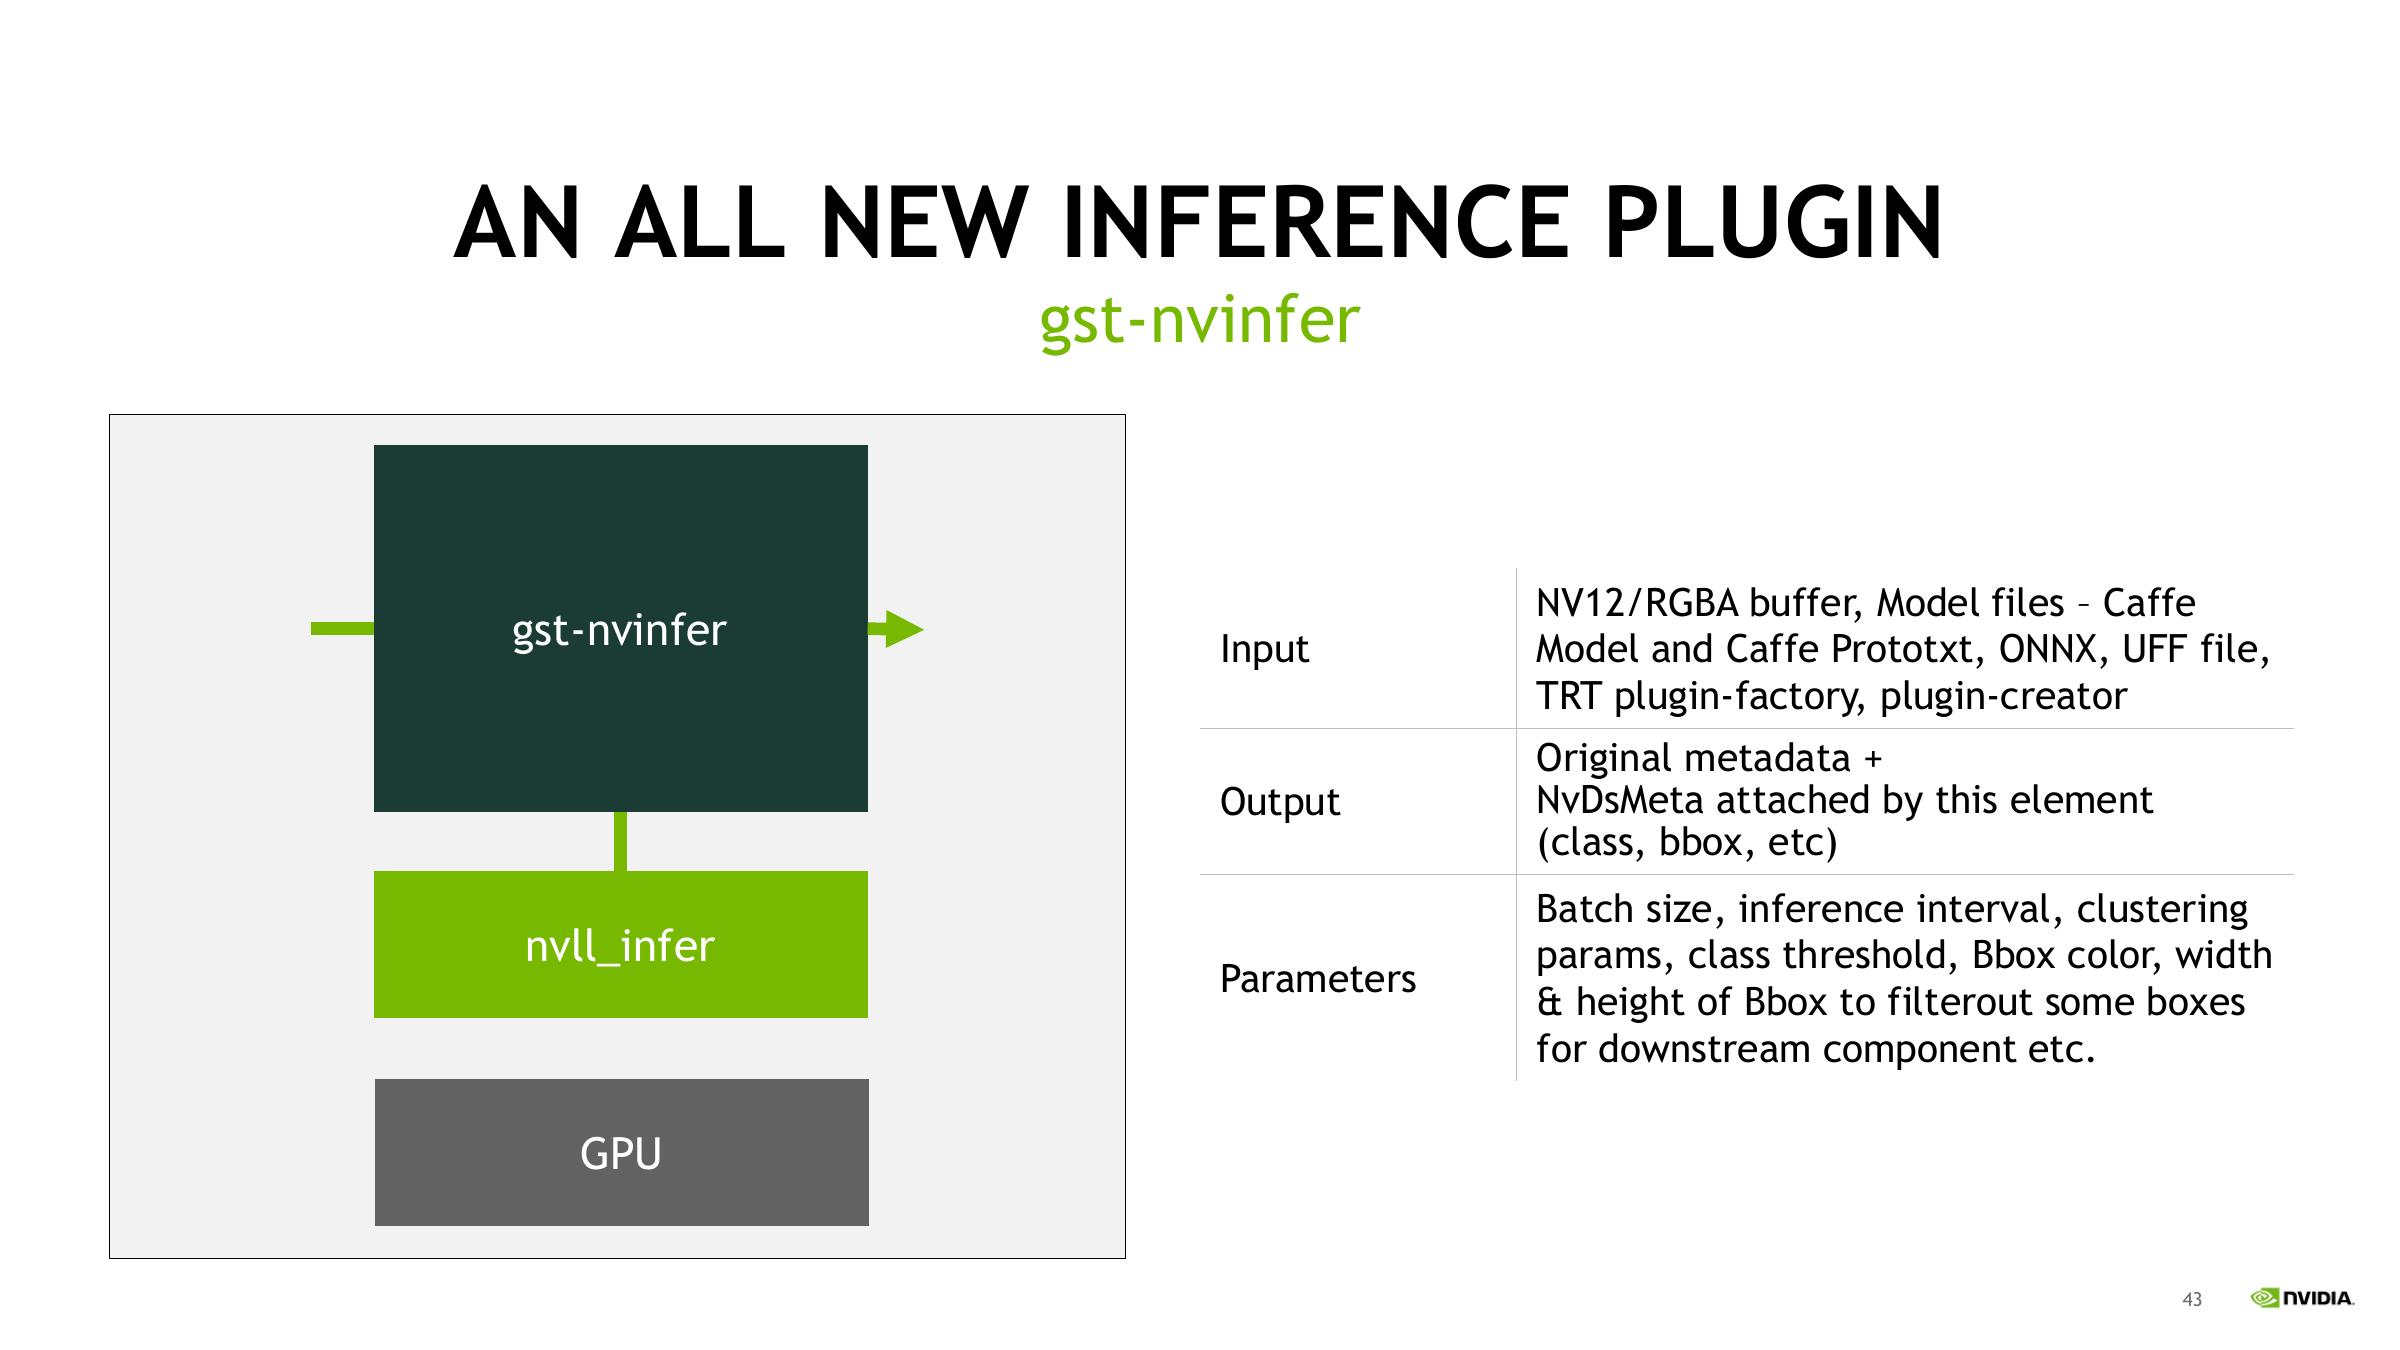 AN ALL NEW INFERENCE PLUGIN
gst-nvinfer
gst-nvinfer
nvll_infer
GPU
Input
NV12/RGBA buffer, Model files – Caffe
Model and Caffe Prototxt, ONNX, UFF file,
TRT plugin-factory, plugin-creator
Output
Original metadata +
NvDsMeta attached by this element
(class, bbox, etc)
Parameters
Batch size, inference interval, clustering
params, class threshold, Bbox color, width
& height of Bbox to filterout some boxes
for downstream component etc.
43
NVIDIA.